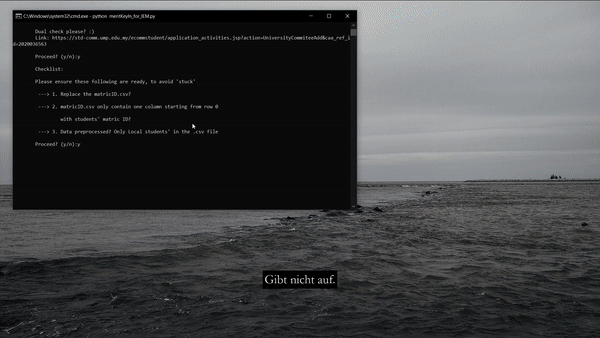 C:\Windows\system32\cmd.exe - python mentKeyIn_for_IEM.py
Dual check please? :)
Link: https://std-comm.ump.edu.my/ecommstudent/application_activities.jsp?action=UniversityCommiteeAdd&cae_ref_i
d=2020036563
Proceed? (y/n):y
Checklist:
Please ensure these following are ready, to avoid 'stuck'
---> 1. Replace the matricID.csv?
---> 2. matricID.csv only contain one column starting from row 0
with students' matric ID?
---> 3. Data preprocessed? Only Local students' in the .csv file
Proceed? (y/n):y
Gibt nicht auf.